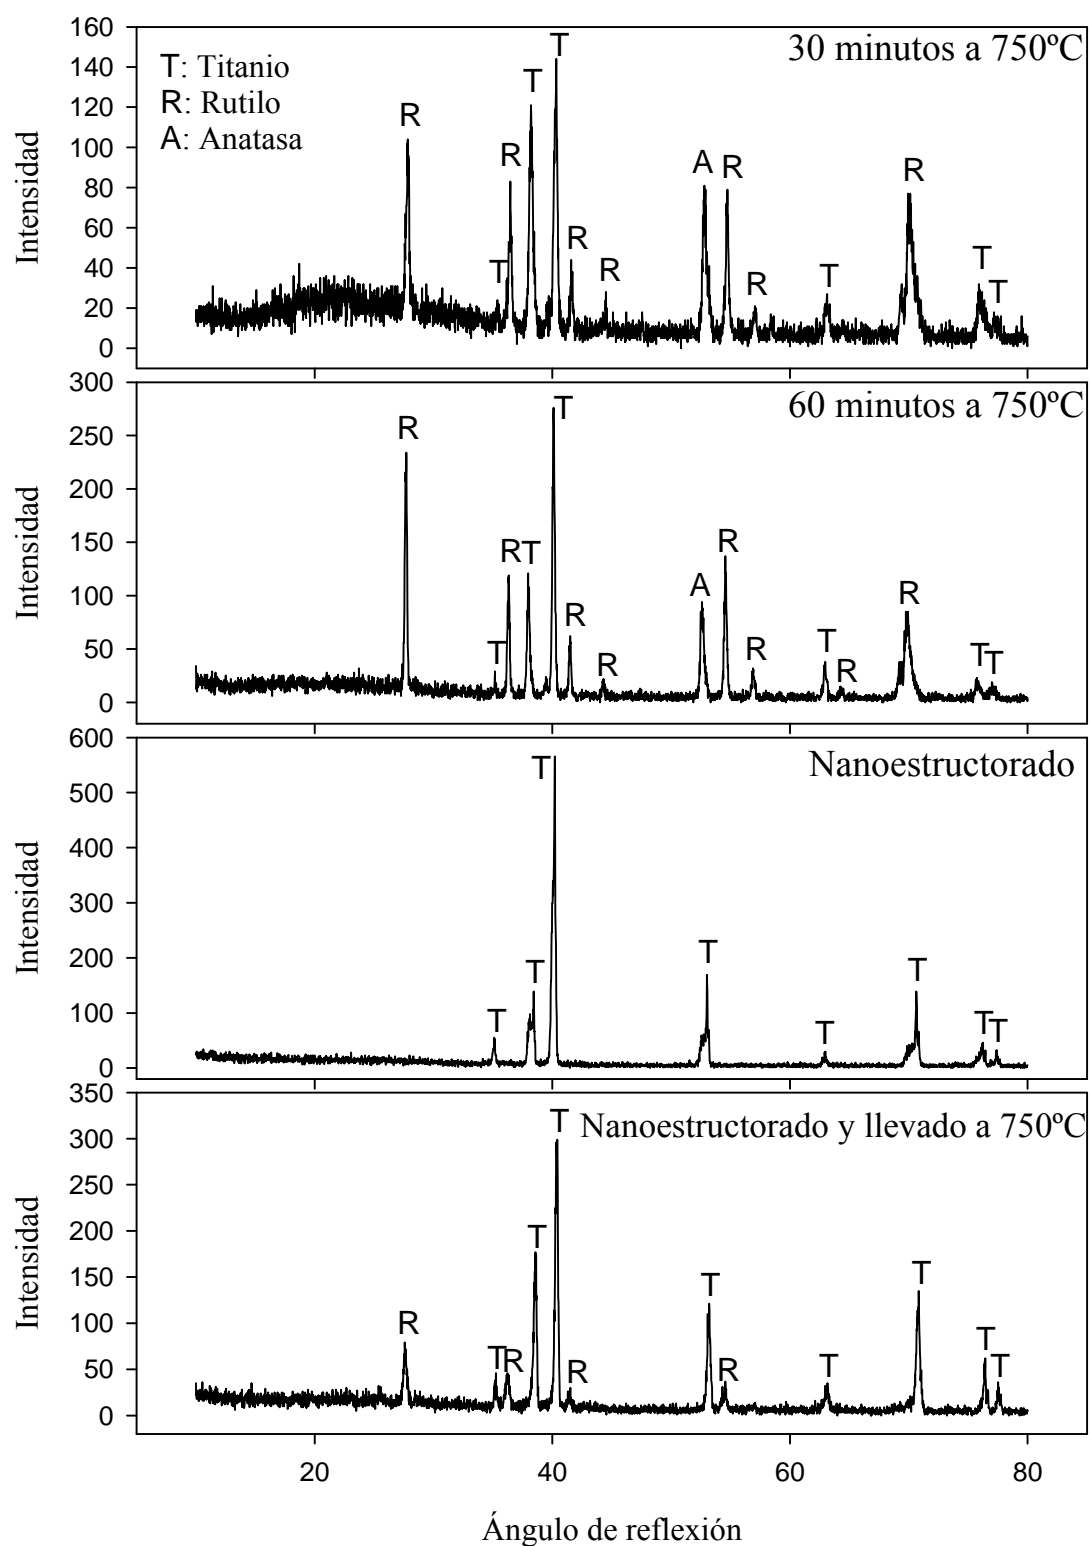 30 minutos a 750ºC
T: Titanio
R: Rutilo
A: Anatasa
Intensidad
160
140
120
100
80
60
40
20
0
R
T
R
T
T
R
R
A
R
R
T
R
T
T
60 minutos a 750ºC
Intensidad
300
250
200
150
100
50
0
R
T
R
T
T
R
R
A
R
R
T
R
R
T
T
Nanoestructorado
Intensidad
600
500
400
300
200
100
0
T
T
T
T
T
T
T
T
Nanoestructorado y llevado a 750ºC
Intensidad
350
300
250
200
150
100
50
0
R
T
R
T
T
R
T
R
T
T
T
T
20 40 60 80
Ángulo de reflexión